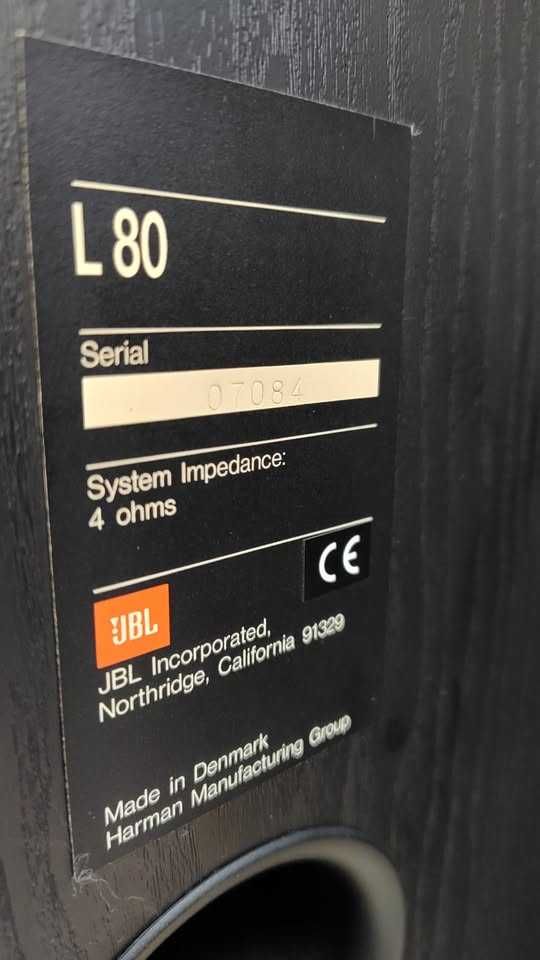 L 80
Serial
07084
System Impedance:
4 ohms
CE
JBL
JBL Incorporated,
Northridge, California 91329
Made in Denmark
Harman Manufacturing Group